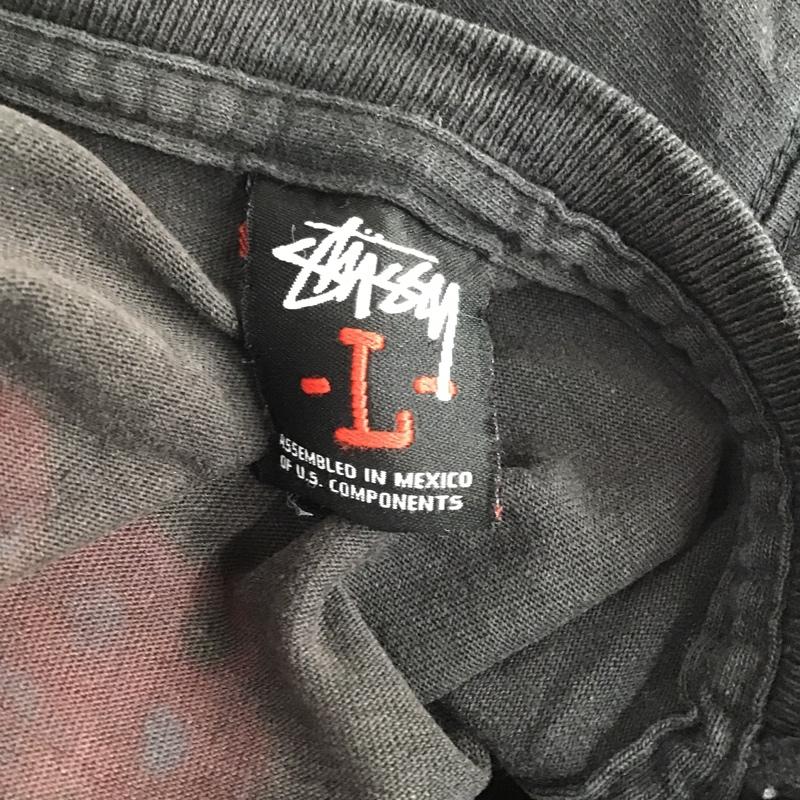 Stüssy
-L-
ASSEMBLED IN MEXICO
OF U.S. COMPONENTS